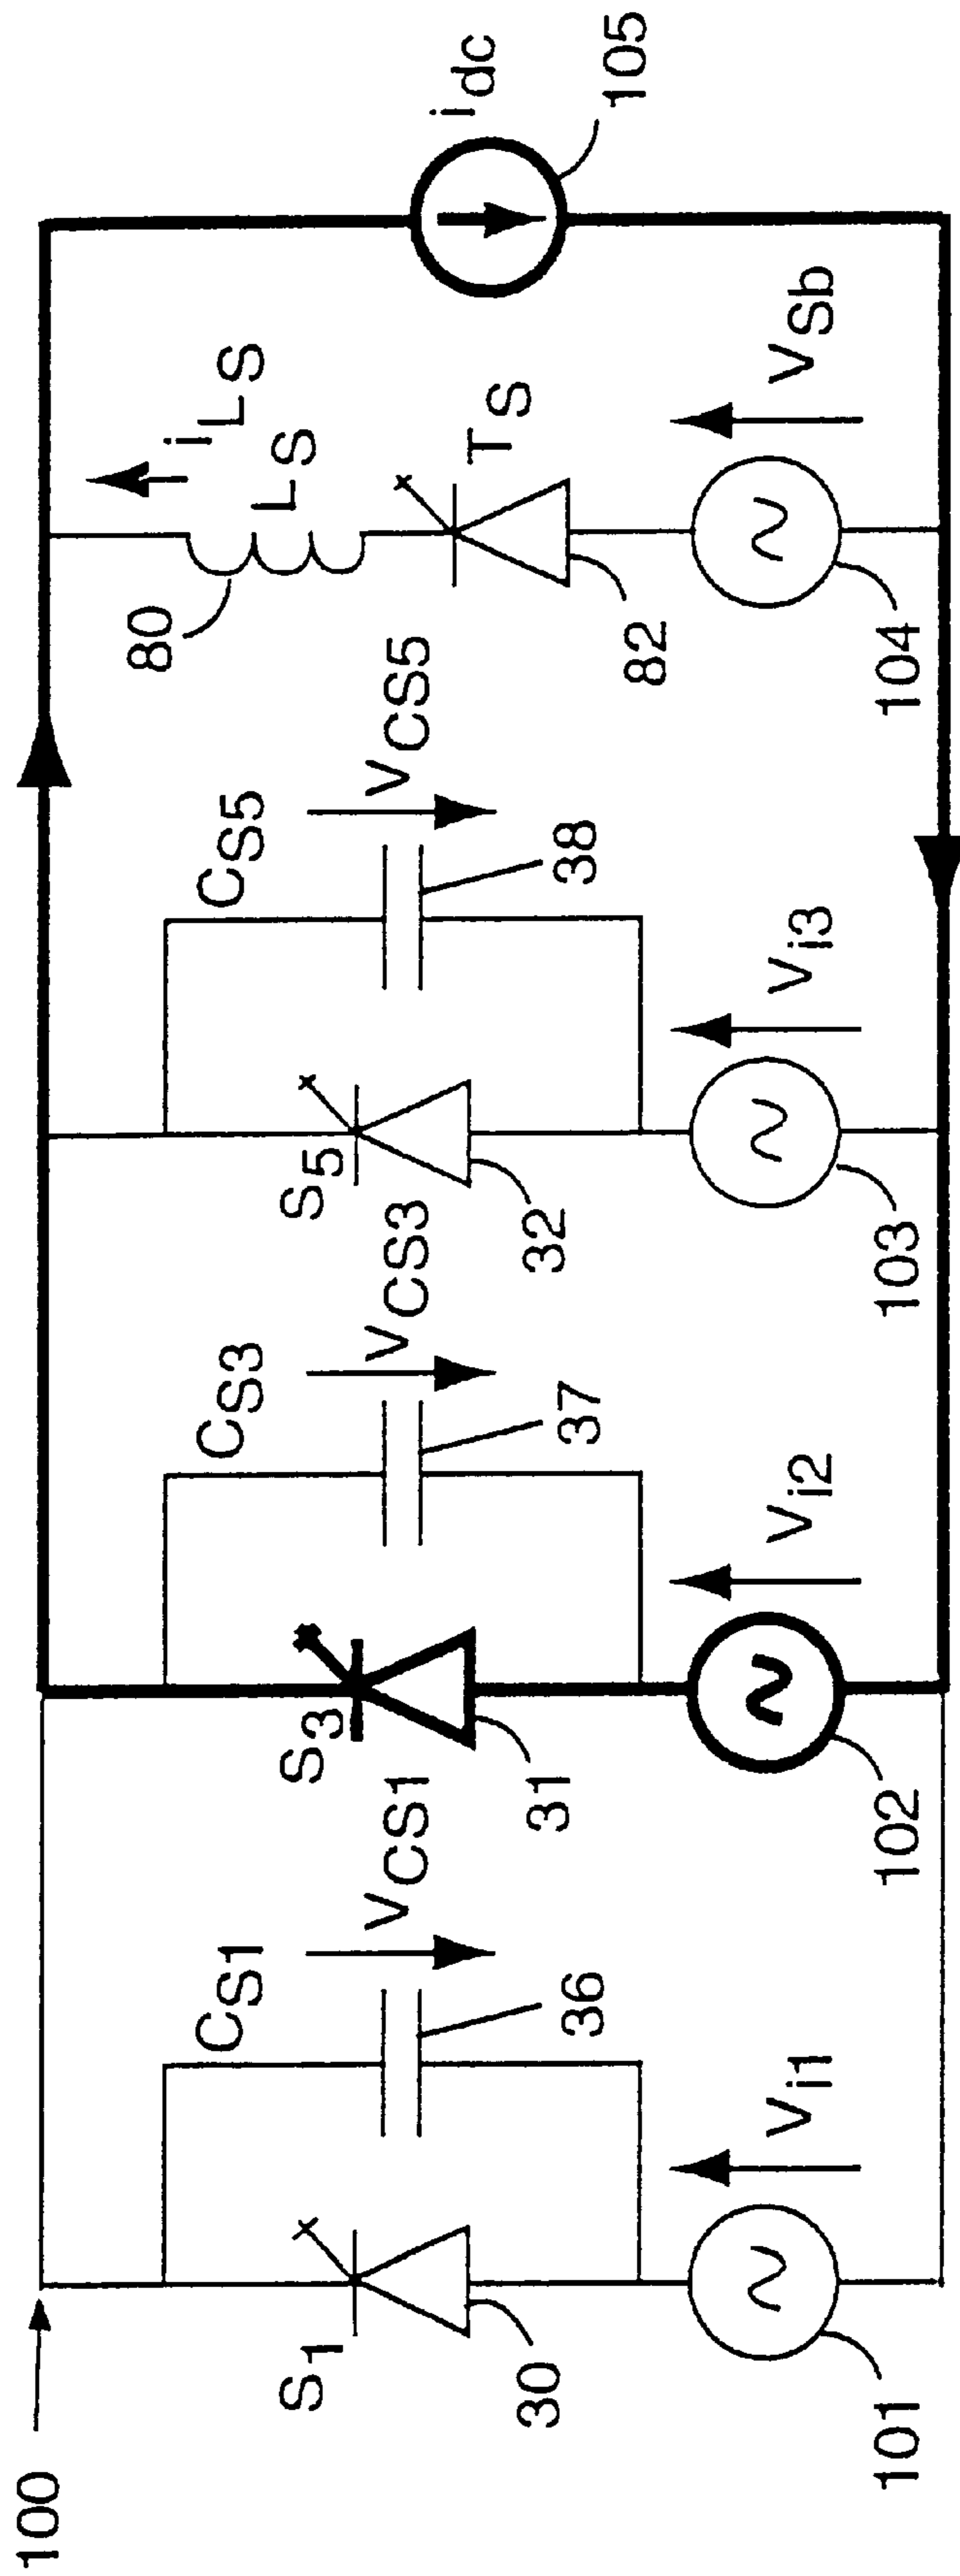 100
S1
CS1
VCS1
30
36
Vi1
101
S3
CS3
VCS3
31
37
Vi2
102
S5
CS5
VCS5
32
38
Vi3
103
80
LS
iLS
TS
82
VSb
104
idc
105